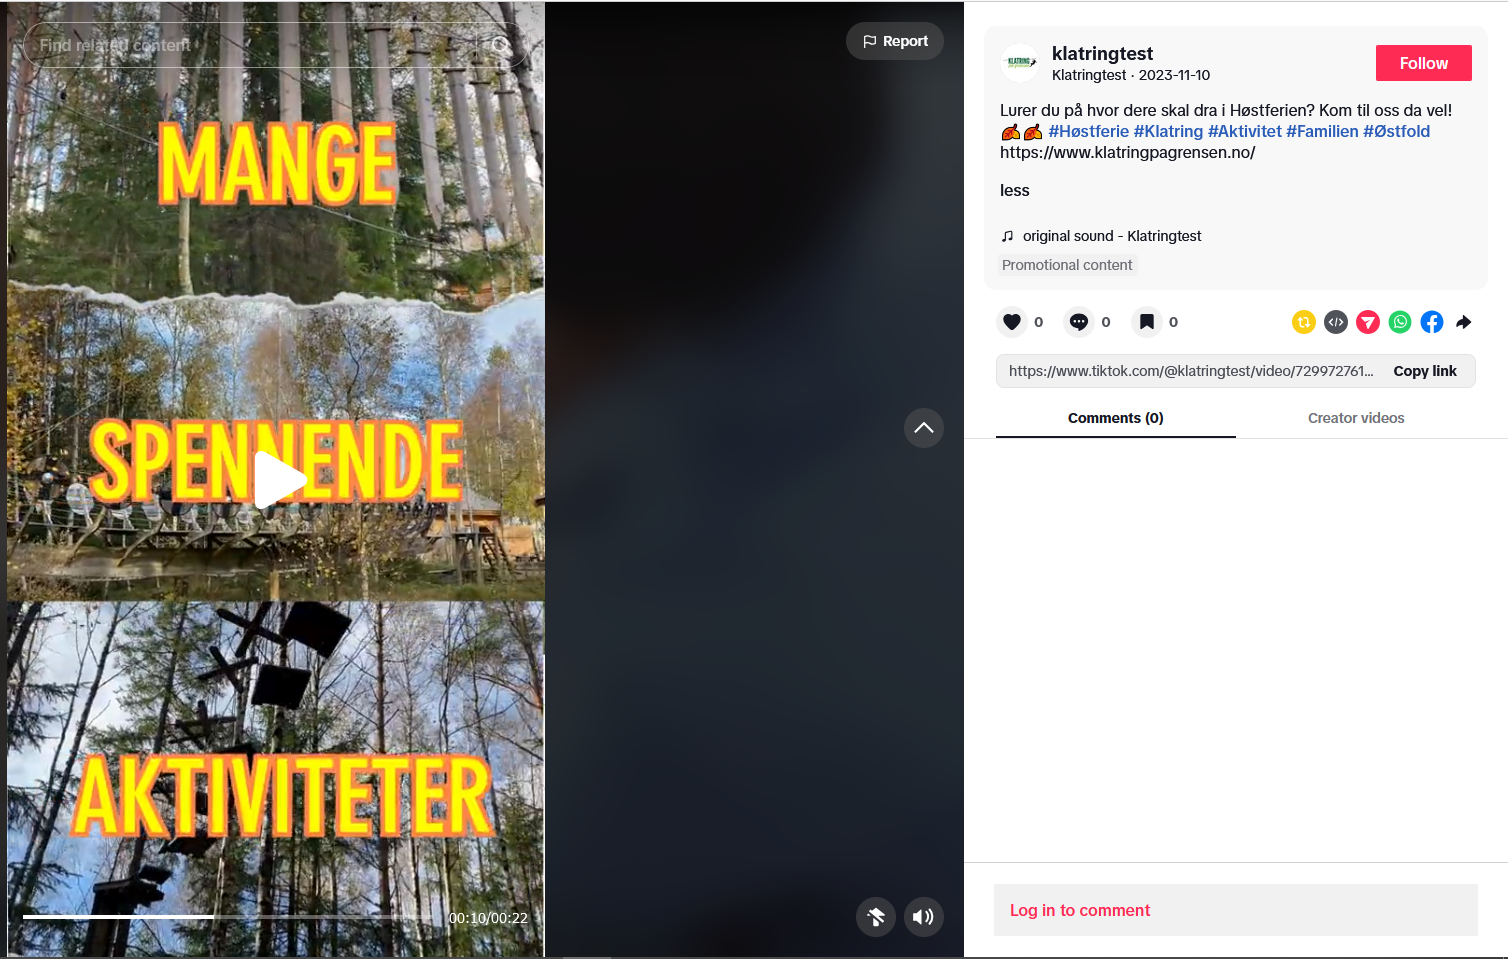 Find related content
MANGE
SPENNENDE
AKTIVITETER
00:10/00:22
Report
KLATRING
klatringtest
Klatringtest · 2023-11-10
Follow
Lurer du på hvor dere skal dra i Høstferien? Kom til oss da vel!
🍂🍂 #Høstferie #Klatring #Aktivitet #Familien #Østfold
https://www.klatringpagrensen.no/
less
original sound - Klatringtest
Promotional content
0 0 0
https://www.tiktok.com/@klatringtest/video/729972761... Copy link
Comments (0) Creator videos
Log in to comment